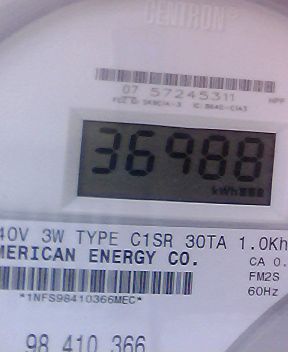 CENTRON®
07 57245311
HPF
36988
kWh
40V 3W TYPE C1SR 30TA 1.0Kh
MERICAN ENERGY CO.
CA 0.
FM2S
60Hz
*1NFS98410366MEC*
98 410 366